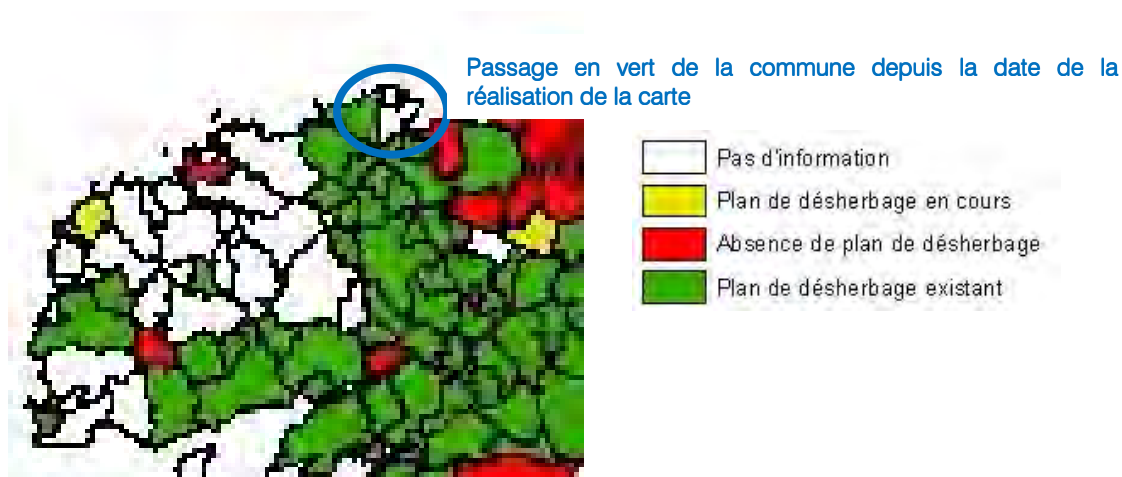 Passage en vert de la commune depuis la date de la
réalisation de la carte
Pas d'information
Plan de désherbage en cours
Absence de plan de désherbage
Plan de désherbage existant